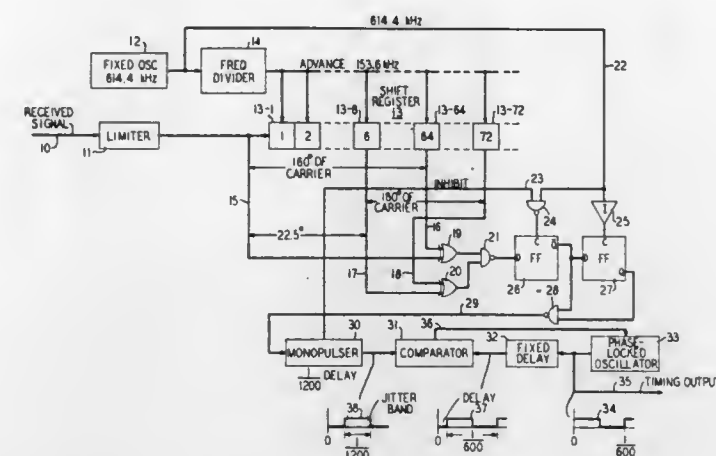 614.4 kHz
12
14
22
FIXED OSC
614.4 kHz
FREQ
DIVIDER
ADVANCE 153.6 kHz
SHIFT
REGISTER
13
13-1
13-6
13-64
13-72
RECEIVED
SIGNAL
10
LIMITER
11
1
2
6
64
72
180° OF
CARRIER
INHIBIT
23
24
25
I
15
180° OF
CARRIER
16
19
21
22.5°
17
18
20
C
C
D
Q
D
Q
FF
FF
26
27
28
29
30
31
36
32
33
MONOPULSER
COMPARATOR
FIXED
DELAY
PHASE-
LOCKED
OSCILLATOR
1/1200 DELAY
35
TIMING OUTPUT
38
JITTER
BAND
DELAY
37
34
0
1/1200
0
1/600
0
1/600